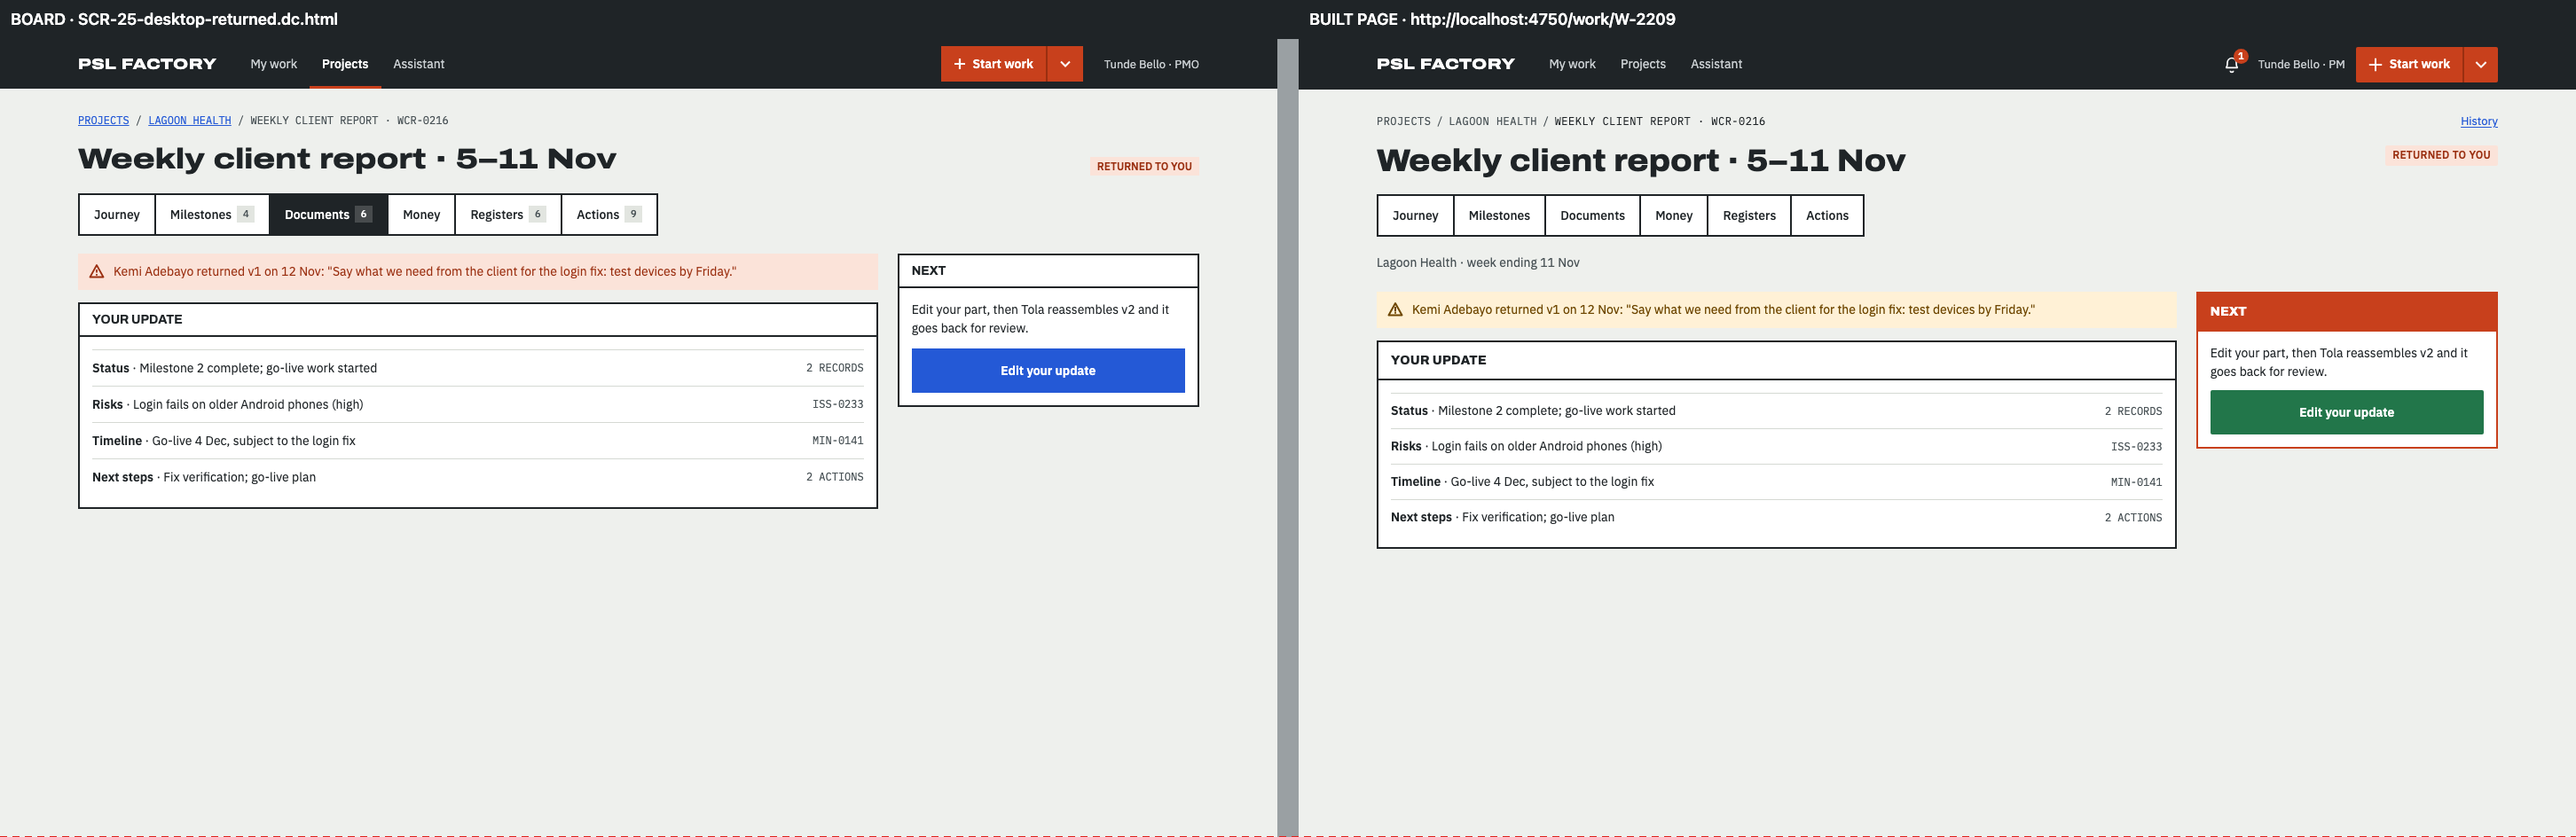 BOARD · SCR-25-desktop-returned.dc.html
PSL FACTORY My work Projects Assistant + Start work Tunde Bello · PMO
PROJECTS / LAGOON HEALTH / WEEKLY CLIENT REPORT · WCR-0216
Weekly client report · 5–11 Nov
RETURNED TO YOU
Journey Milestones 4 Documents 6 Money Registers 6 Actions 9
Kemi Adebayo returned v1 on 12 Nov: "Say what we need from the client for the login fix: test devices by Friday."
YOUR UPDATE
Status · Milestone 2 complete; go-live work started 2 RECORDS
Risks · Login fails on older Android phones (high) ISS-0233
Timeline · Go-live 4 Dec, subject to the login fix MIN-0141
Next steps · Fix verification; go-live plan 2 ACTIONS
NEXT
Edit your part, then Tola reassembles v2 and it
goes back for review.
Edit your update
BUILT PAGE · http://localhost:4750/work/W-2209
PSL FACTORY My work Projects Assistant 1 Tunde Bello · PM + Start work
PROJECTS / LAGOON HEALTH / WEEKLY CLIENT REPORT · WCR-0216 History
Weekly client report · 5–11 Nov
RETURNED TO YOU
Journey Milestones Documents Money Registers Actions
Lagoon Health · week ending 11 Nov
Kemi Adebayo returned v1 on 12 Nov: "Say what we need from the client for the login fix: test devices by Friday."
YOUR UPDATE
Status · Milestone 2 complete; go-live work started 2 RECORDS
Risks · Login fails on older Android phones (high) ISS-0233
Timeline · Go-live 4 Dec, subject to the login fix MIN-0141
Next steps · Fix verification; go-live plan 2 ACTIONS
NEXT
Edit your part, then Tola reassembles v2 and it
goes back for review.
Edit your update